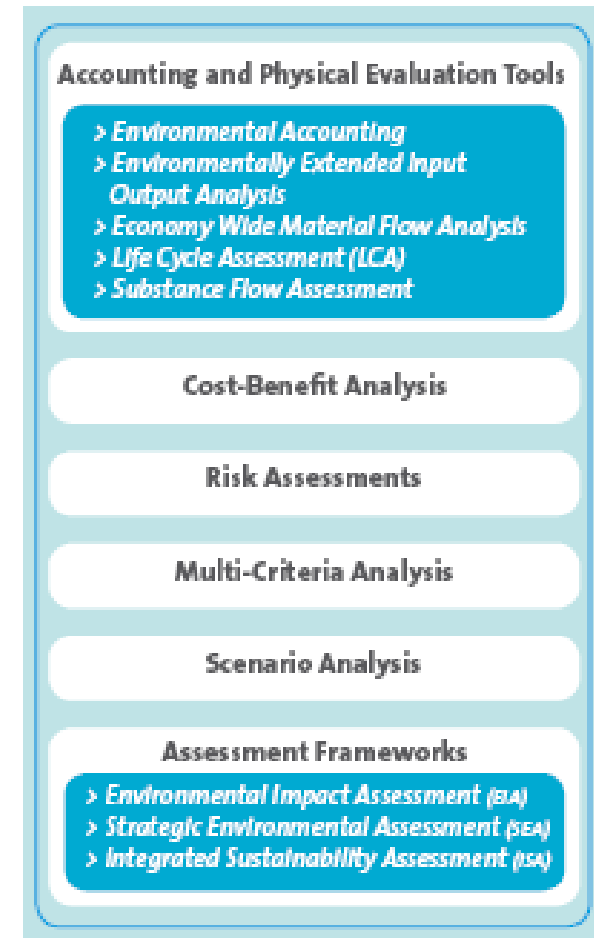 Accounting and Physical Evaluation Tools
> Environmental Accounting
> Environmentally Extended Input
Output Analysis
> Economy Wide Material Flow Analysis
> Life Cycle Assessment (LCA)
> Substance Flow Assessment
Cost-Benefit Analysis
Risk Assessments
Multi-Criteria Analysis
Scenario Analysis
Assessment Frameworks
> Environmental Impact Assessment (EIA)
> Strategic Environmental Assessment (SEA)
> Integrated Sustainability Assessment (ISA)